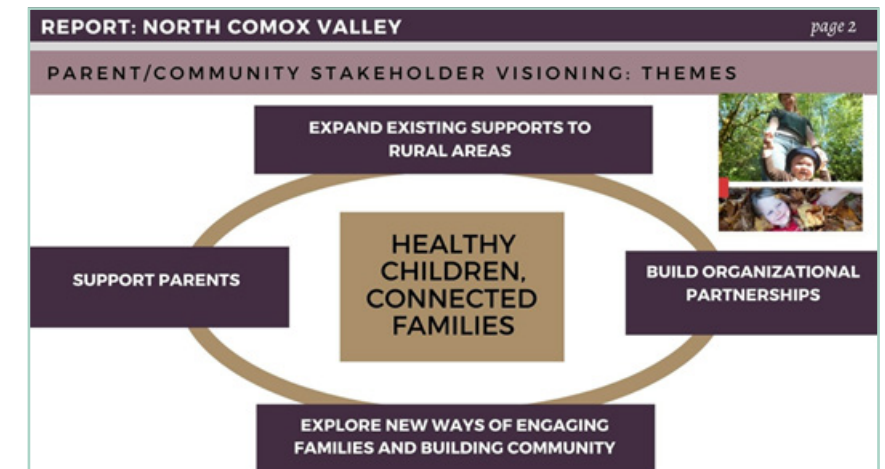 REPORT: NORTH COMOX VALLEY
page 2
PARENT/COMMUNITY STAKEHOLDER VISIONING: THEMES
EXPAND EXISTING SUPPORTS TO
RURAL AREAS
SUPPORT PARENTS
HEALTHY
CHILDREN,
CONNECTED
FAMILIES
BUILD ORGANIZATIONAL
PARTNERSHIPS
EXPLORE NEW WAYS OF ENGAGING
FAMILIES AND BUILDING COMMUNITY